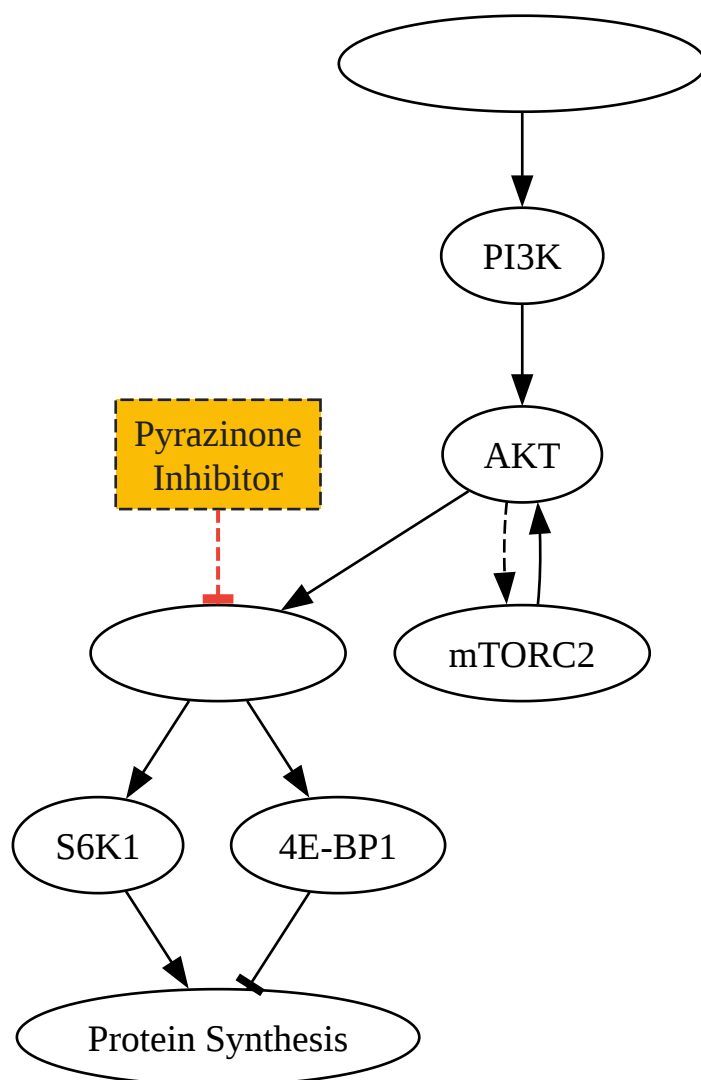 PI3K
Pyrazinone
Inhibitor
AKT
mTORC2
S6K1
4E-BP1
Protein Synthesis